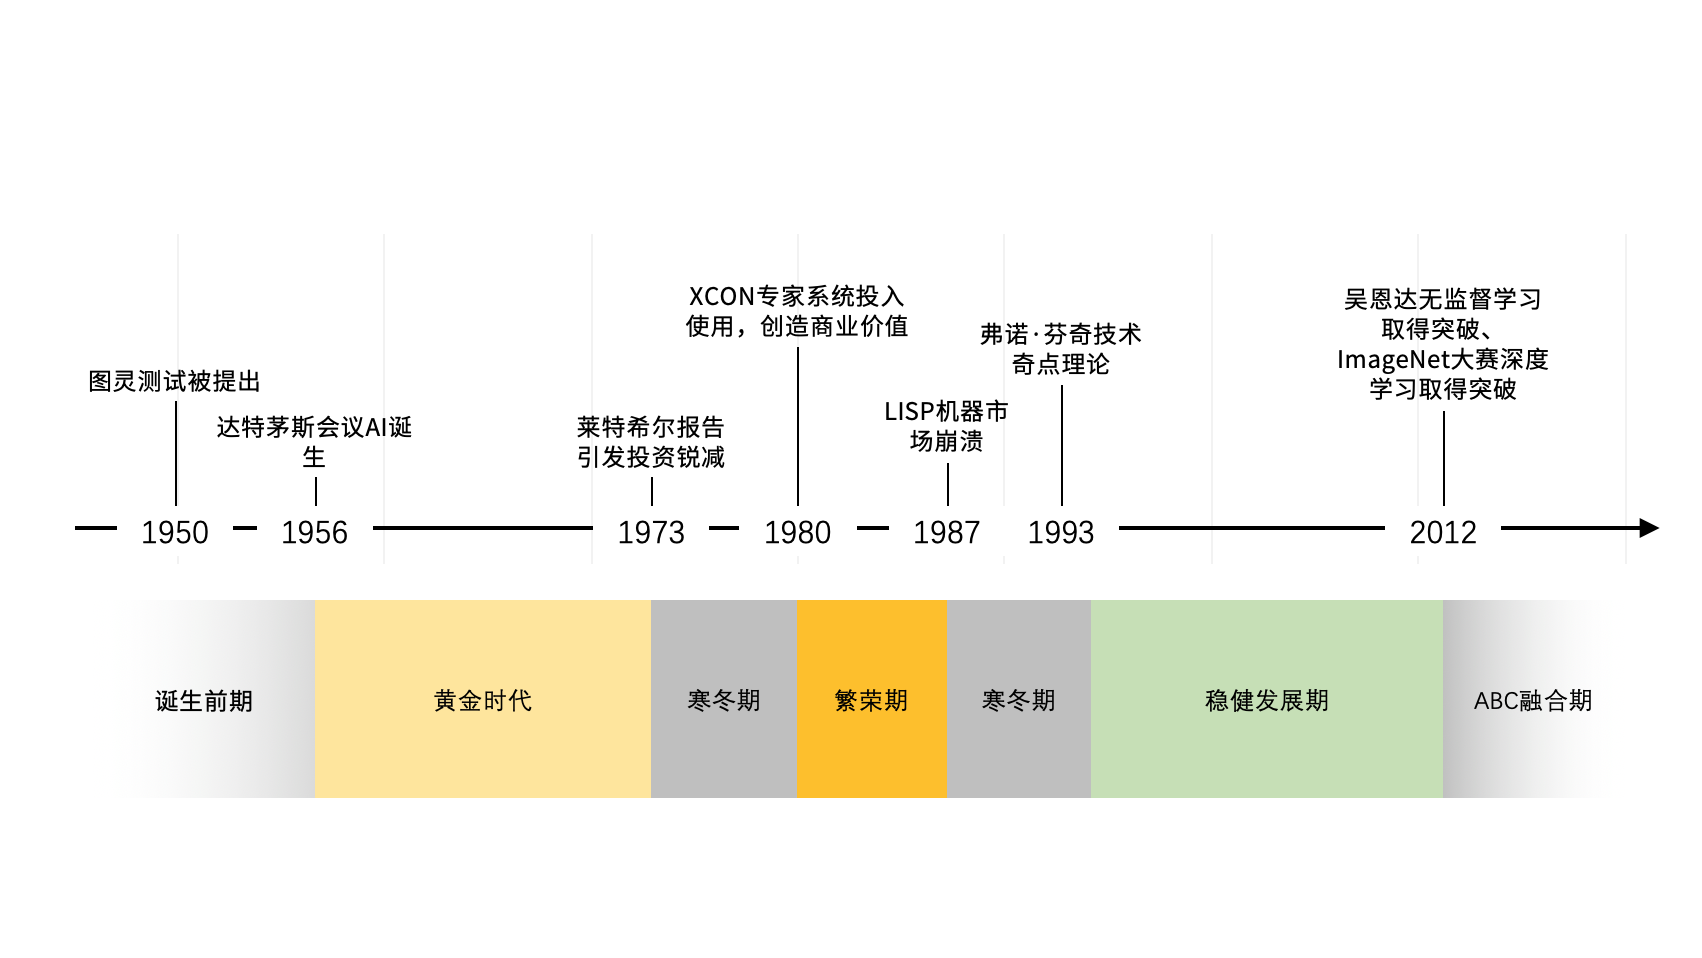 图灵测试被提出
达特茅斯会议AI诞
生
莱特希尔报告
引发投资锐减
XCON专家系统投入
使用，创造商业价值
LISP机器市
场崩溃
弗诺·芬奇技术
奇点理论
吴恩达无监督学习
取得突破、
ImageNet大赛深度
学习取得突破
1950
1956
1973
1980
1987
1993
2012
诞生前期
黄金时代
寒冬期
繁荣期
寒冬期
稳健发展期
ABC融合期